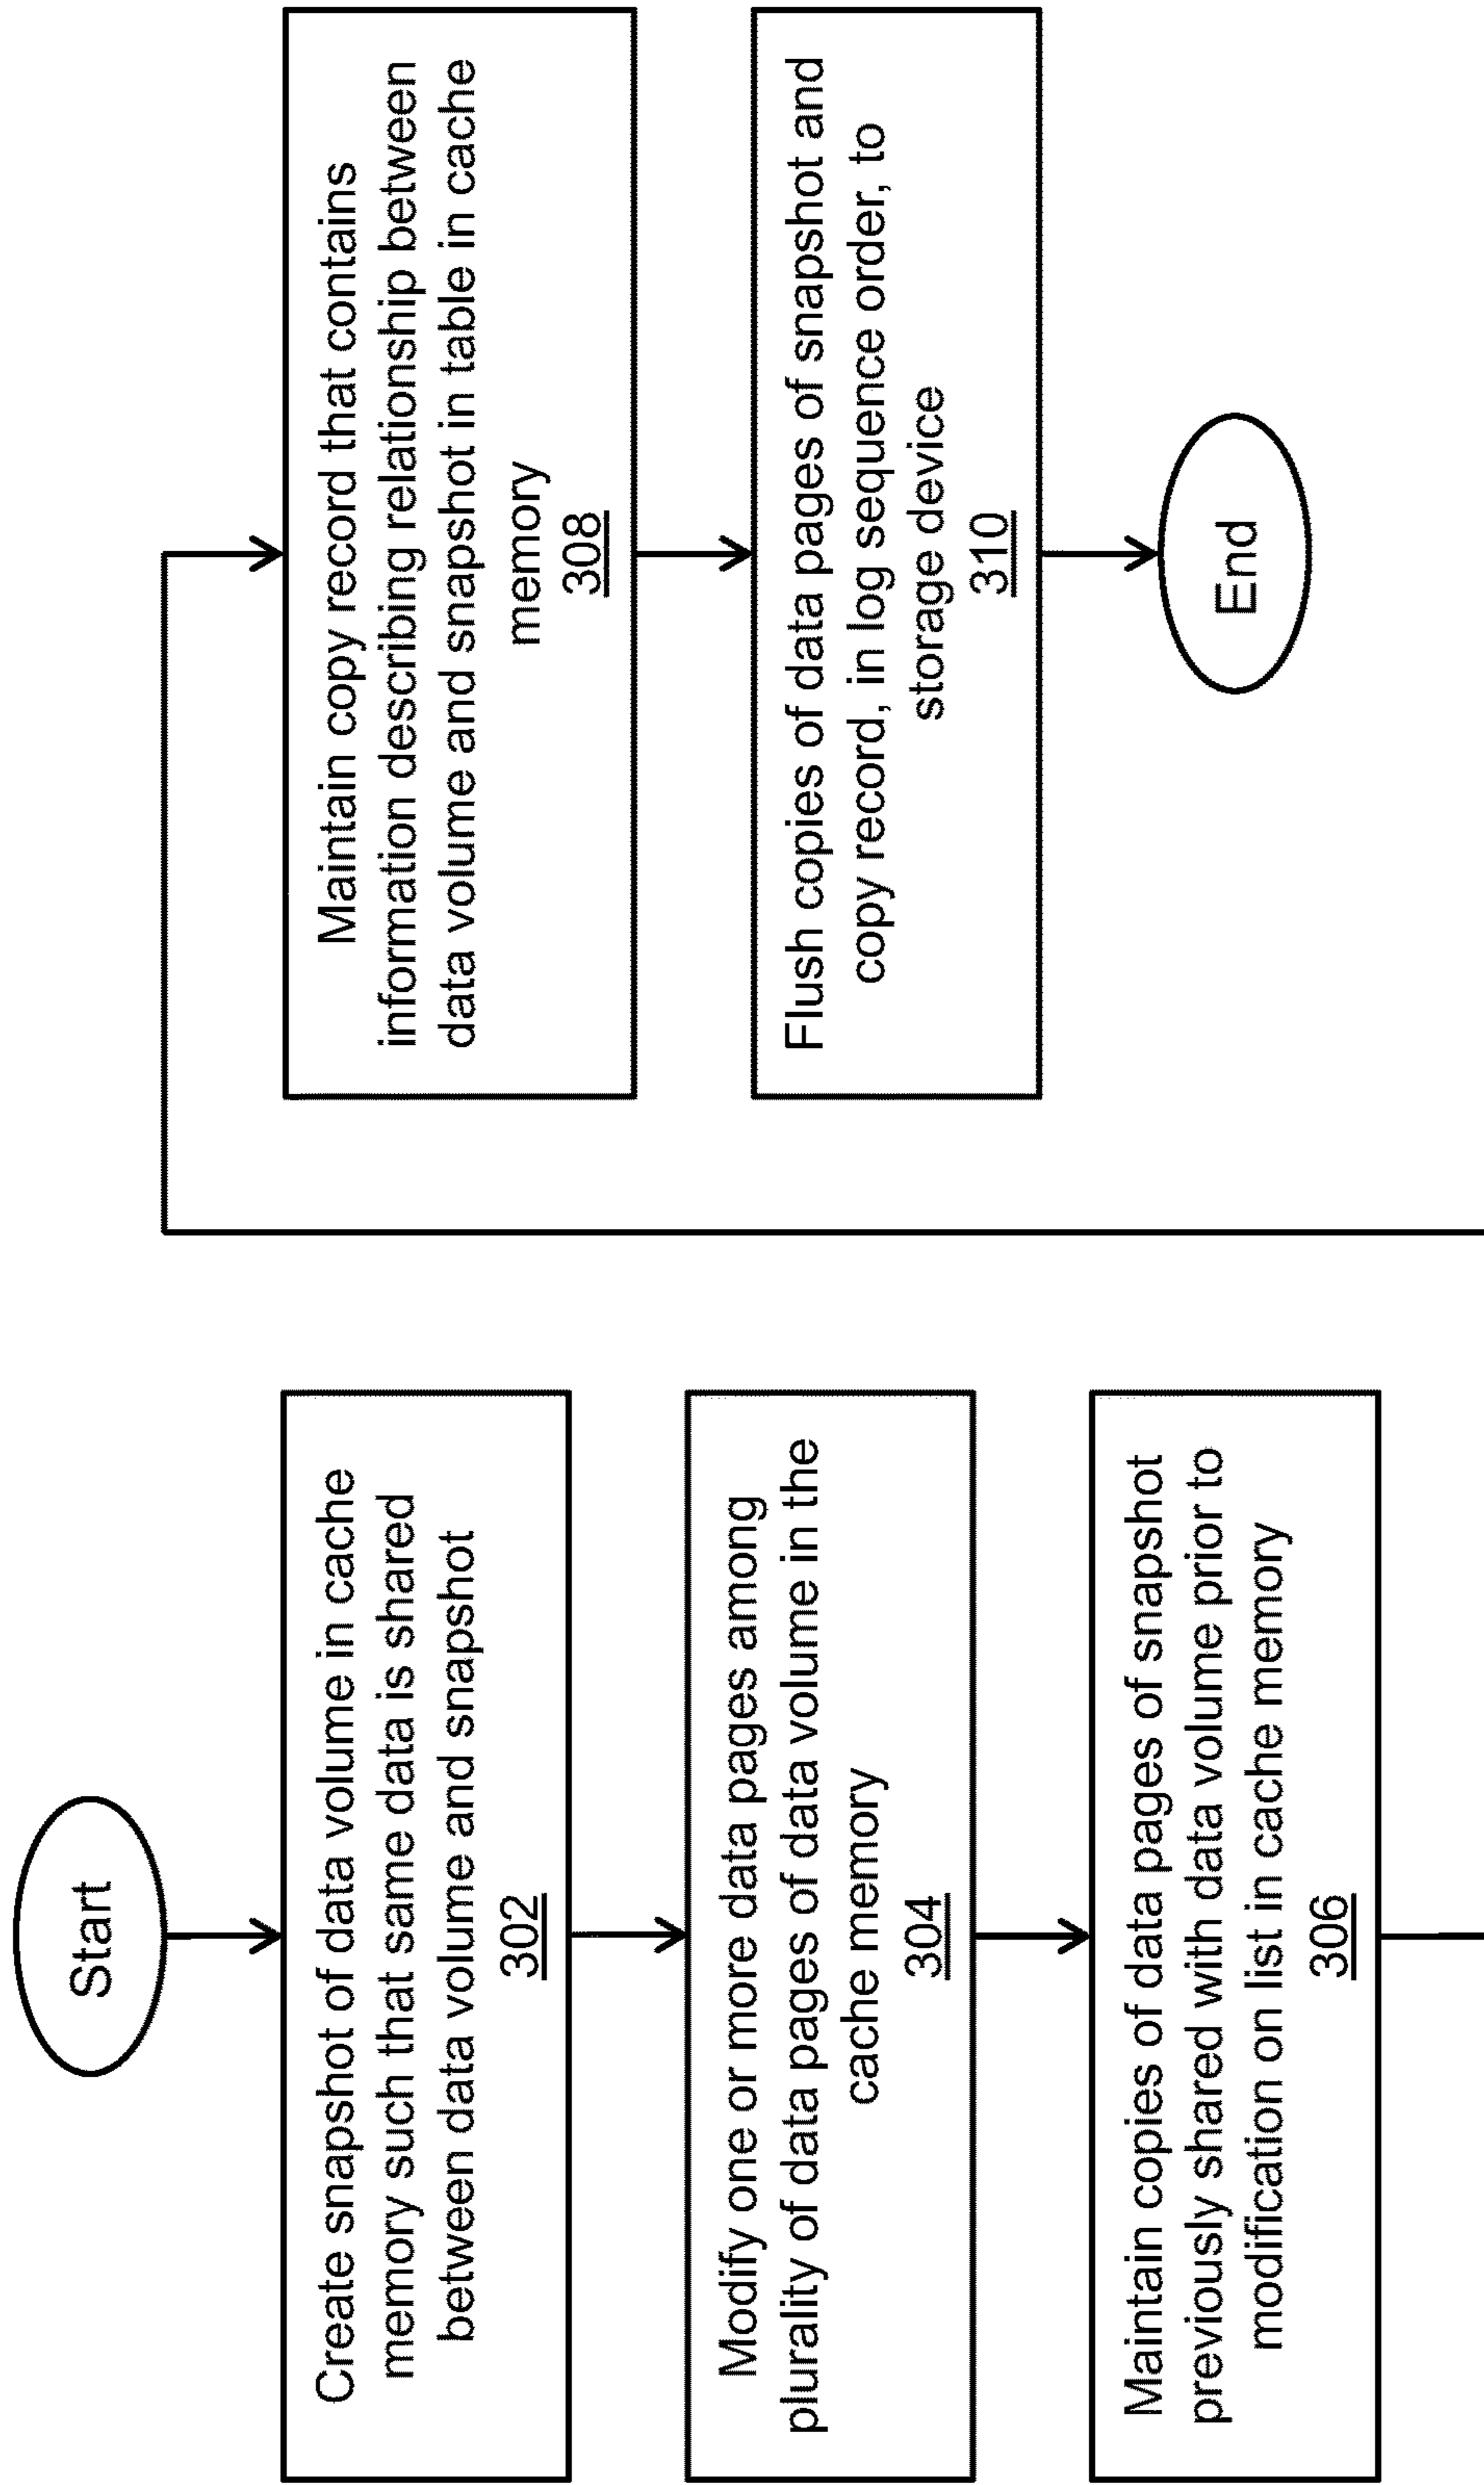 Start
Create snapshot of data volume in cache
memory such that same data is shared
between data volume and snapshot
302
Modify one or more data pages among
plurality of data pages of data volume in the
cache memory
304
Maintain copies of data pages of snapshot
previously shared with data volume prior to
modification on list in cache memory
306
Maintain copy record that contains
information describing relationship between
data volume and snapshot in table in cache
memory
308
Flush copies of data pages of snapshot and
copy record, in log sequence order, to
storage device
310
End